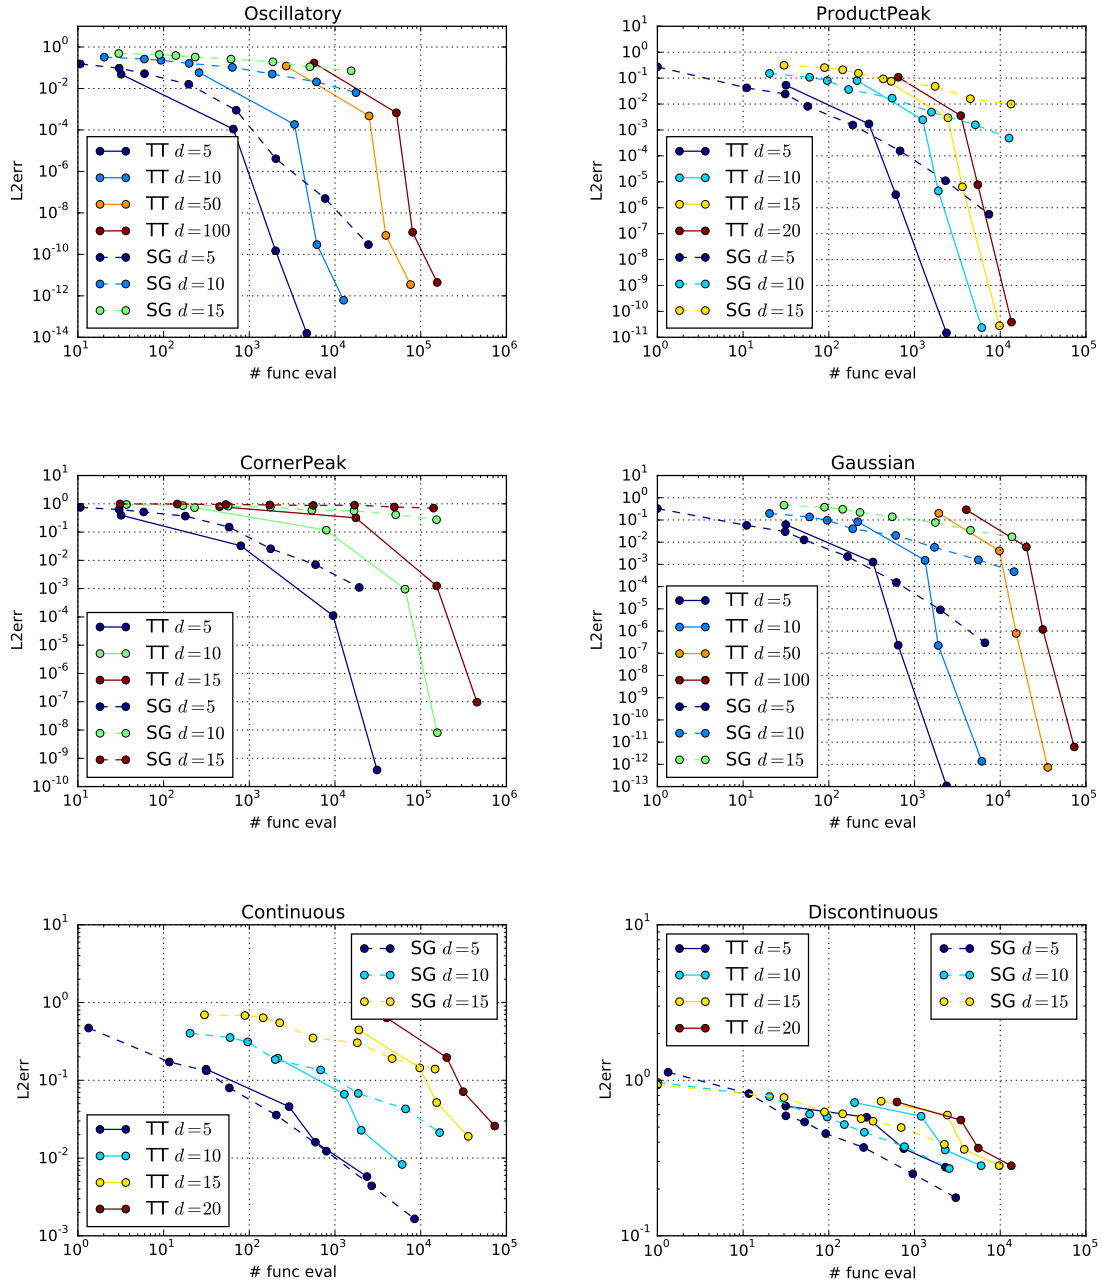 Oscillatory
10^0
10^-2
10^-4
10^-6
10^-8
10^-10
10^-12
10^-14
L2err
TT d=5
TT d=10
TT d=50
TT d=100
SG d=5
SG d=10
SG d=15
10^1 10^2 10^3 10^4 10^5 10^6
# func eval
ProductPeak
10^1
10^0
10^-1
10^-2
10^-3
10^-4
10^-5
10^-6
10^-7
10^-8
10^-9
10^-10
10^-11
L2err
TT d=5
TT d=10
TT d=15
TT d=20
SG d=5
SG d=10
SG d=15
10^0 10^1 10^2 10^3 10^4 10^5
# func eval
CornerPeak
10^1
10^0
10^-1
10^-2
10^-3
10^-4
10^-5
10^-6
10^-7
10^-8
10^-9
10^-10
L2err
TT d=5
TT d=10
TT d=15
SG d=5
SG d=10
SG d=15
10^1 10^2 10^3 10^4 10^5 10^6
# func eval
Gaussian
10^1
10^0
10^-1
10^-2
10^-3
10^-4
10^-5
10^-6
10^-7
10^-8
10^-9
10^-10
10^-11
10^-12
10^-13
L2err
TT d=5
TT d=10
TT d=50
TT d=100
SG d=5
SG d=10
SG d=15
10^0 10^1 10^2 10^3 10^4 10^5
# func eval
Continuous
10^1
10^0
10^-1
10^-2
10^-3
L2err
SG d=5
SG d=10
SG d=15
TT d=5
TT d=10
TT d=15
TT d=20
10^0 10^1 10^2 10^3 10^4 10^5
# func eval
Discontinuous
10^1
10^0
10^-1
L2err
TT d=5
TT d=10
TT d=15
TT d=20
SG d=5
SG d=10
SG d=15
10^0 10^1 10^2 10^3 10^4 10^5
# func eval